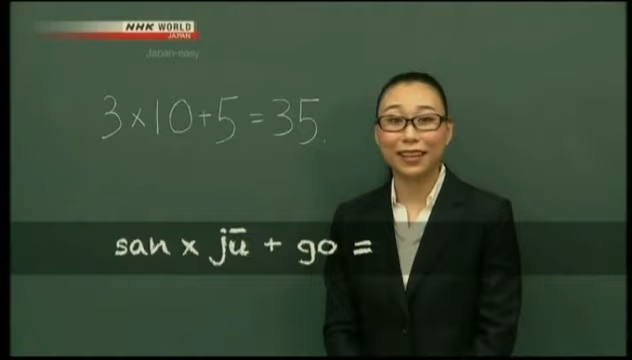 NHK WORLD
JAPAN
Japan-easy
3×10+5=35.
san x jū + go =